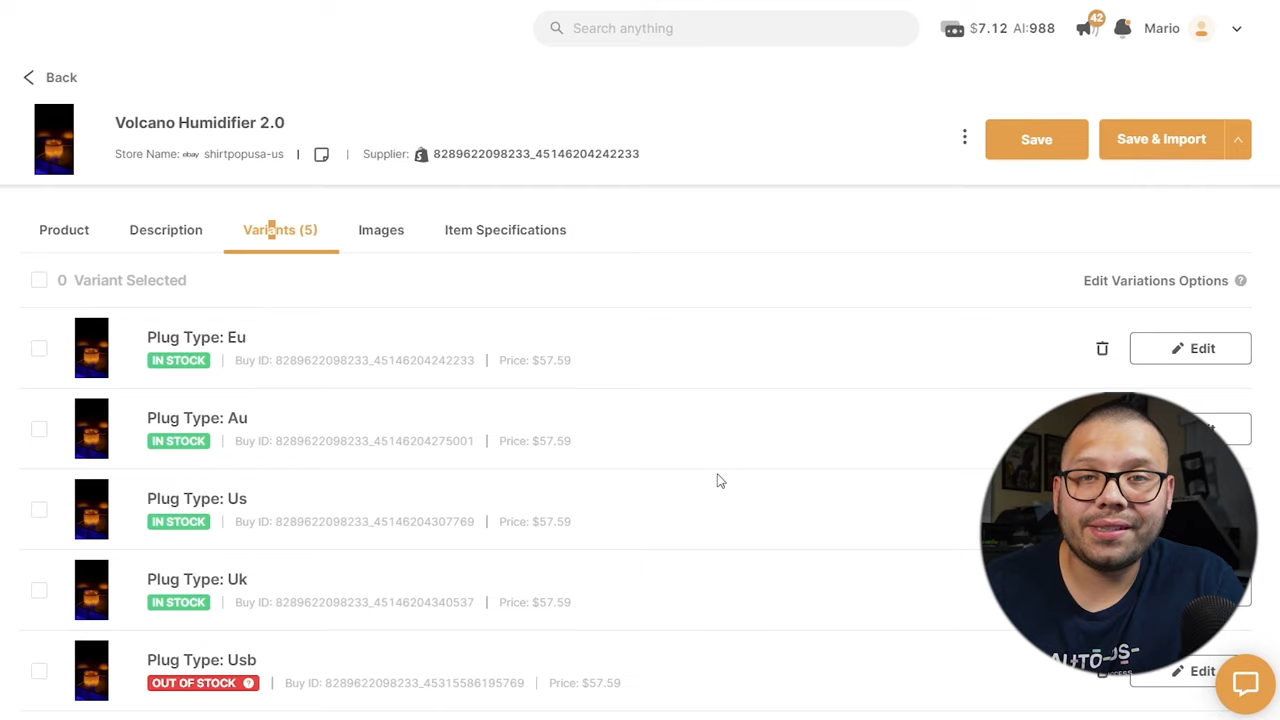 Search anything
$7.12 AI:988
42
Mario
Back
Volcano Humidifier 2.0
Store Name: ebay shirtpopusa-us | | Supplier: 8289622098233_45146204242233
Save
Save & Import
Product
Description
Variants (5)
Images
Item Specifications
0 Variant Selected
Edit Variations Options ?
Plug Type: Eu
IN STOCK | Buy ID: 8289622098233_45146204242233 | Price: $57.59
Edit
Plug Type: Au
IN STOCK | Buy ID: 8289622098233_45146204275001 | Price: $57.59
Plug Type: Us
IN STOCK | Buy ID: 8289622098233_45146204307769 | Price: $57.59
Plug Type: Uk
IN STOCK | Buy ID: 8289622098233_45146204340537 | Price: $57.59
Plug Type: Usb
OUT OF STOCK ? | Buy ID: 8289622098233_45315586195769 | Price: $57.59
Edit